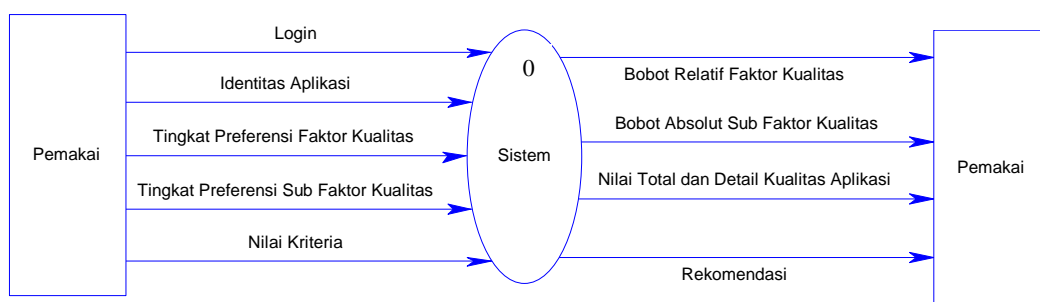 Pemakai
Login
Identitas Aplikasi
Tingkat Preferensi Faktor Kualitas
Tingkat Preferensi Sub Faktor Kualitas
Nilai Kriteria
0
Sistem
Bobot Relatif Faktor Kualitas
Bobot Absolut Sub Faktor Kualitas
Nilai Total dan Detail Kualitas Aplikasi
Rekomendasi
Pemakai